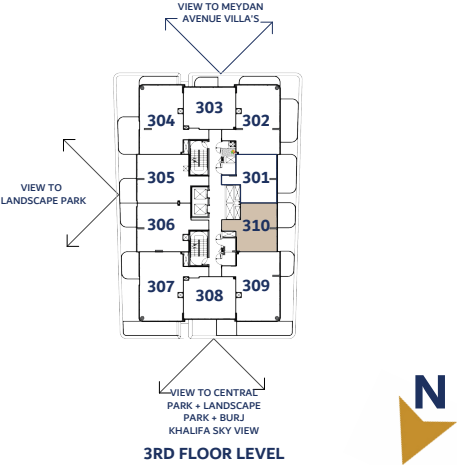 VIEW TO MEYDAN
AVENUE VILLA'S
303
304
302
305
301
VIEW TO
LANDSCAPE PARK
306
310
307
309
308
VIEW TO CENTRAL
PARK + LANDSCAPE
PARK + BURJ
KHALIFA SKY VIEW
N
3RD FLOOR LEVEL